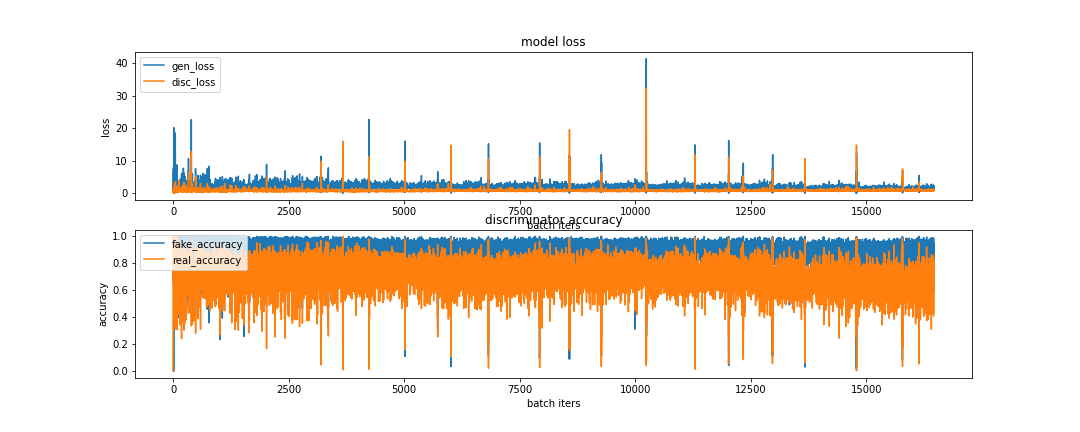 model loss
gen_loss
disc_loss
loss
40
30
20
10
0
0 2500 5000 7500 10000 12500 15000
batch iters
discriminator accuracy
fake_accuracy
real_accuracy
accuracy
1.0
0.8
0.6
0.4
0.2
0.0
0 2500 5000 7500 10000 12500 15000
batch iters